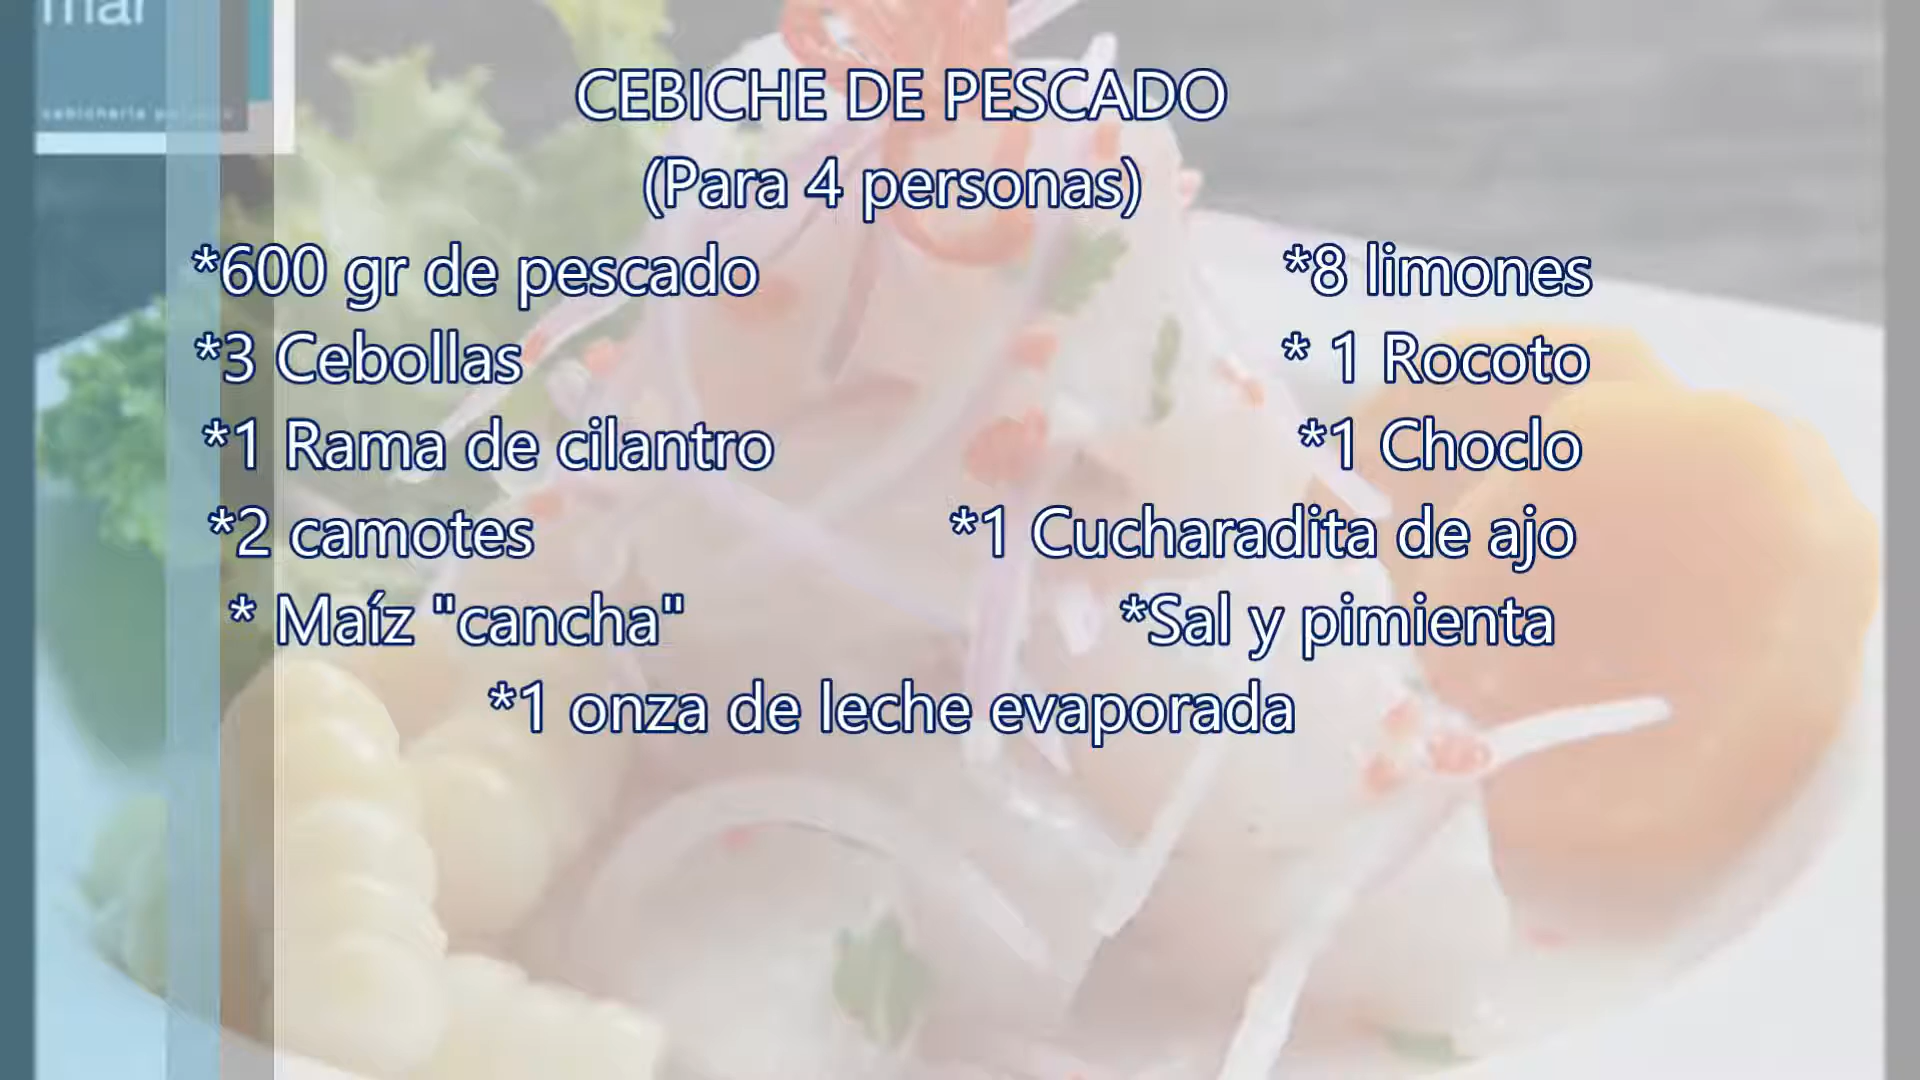 mar
CEBICHE DE PESCADO
(Para 4 personas)
*600 gr de pescado *8 limones
*3 Cebollas * 1 Rocoto
*1 Rama de cilantro *1 Choclo
*2 camotes *1 Cucharadita de ajo
* Maíz "cancha" *Sal y pimienta
*1 onza de leche evaporada